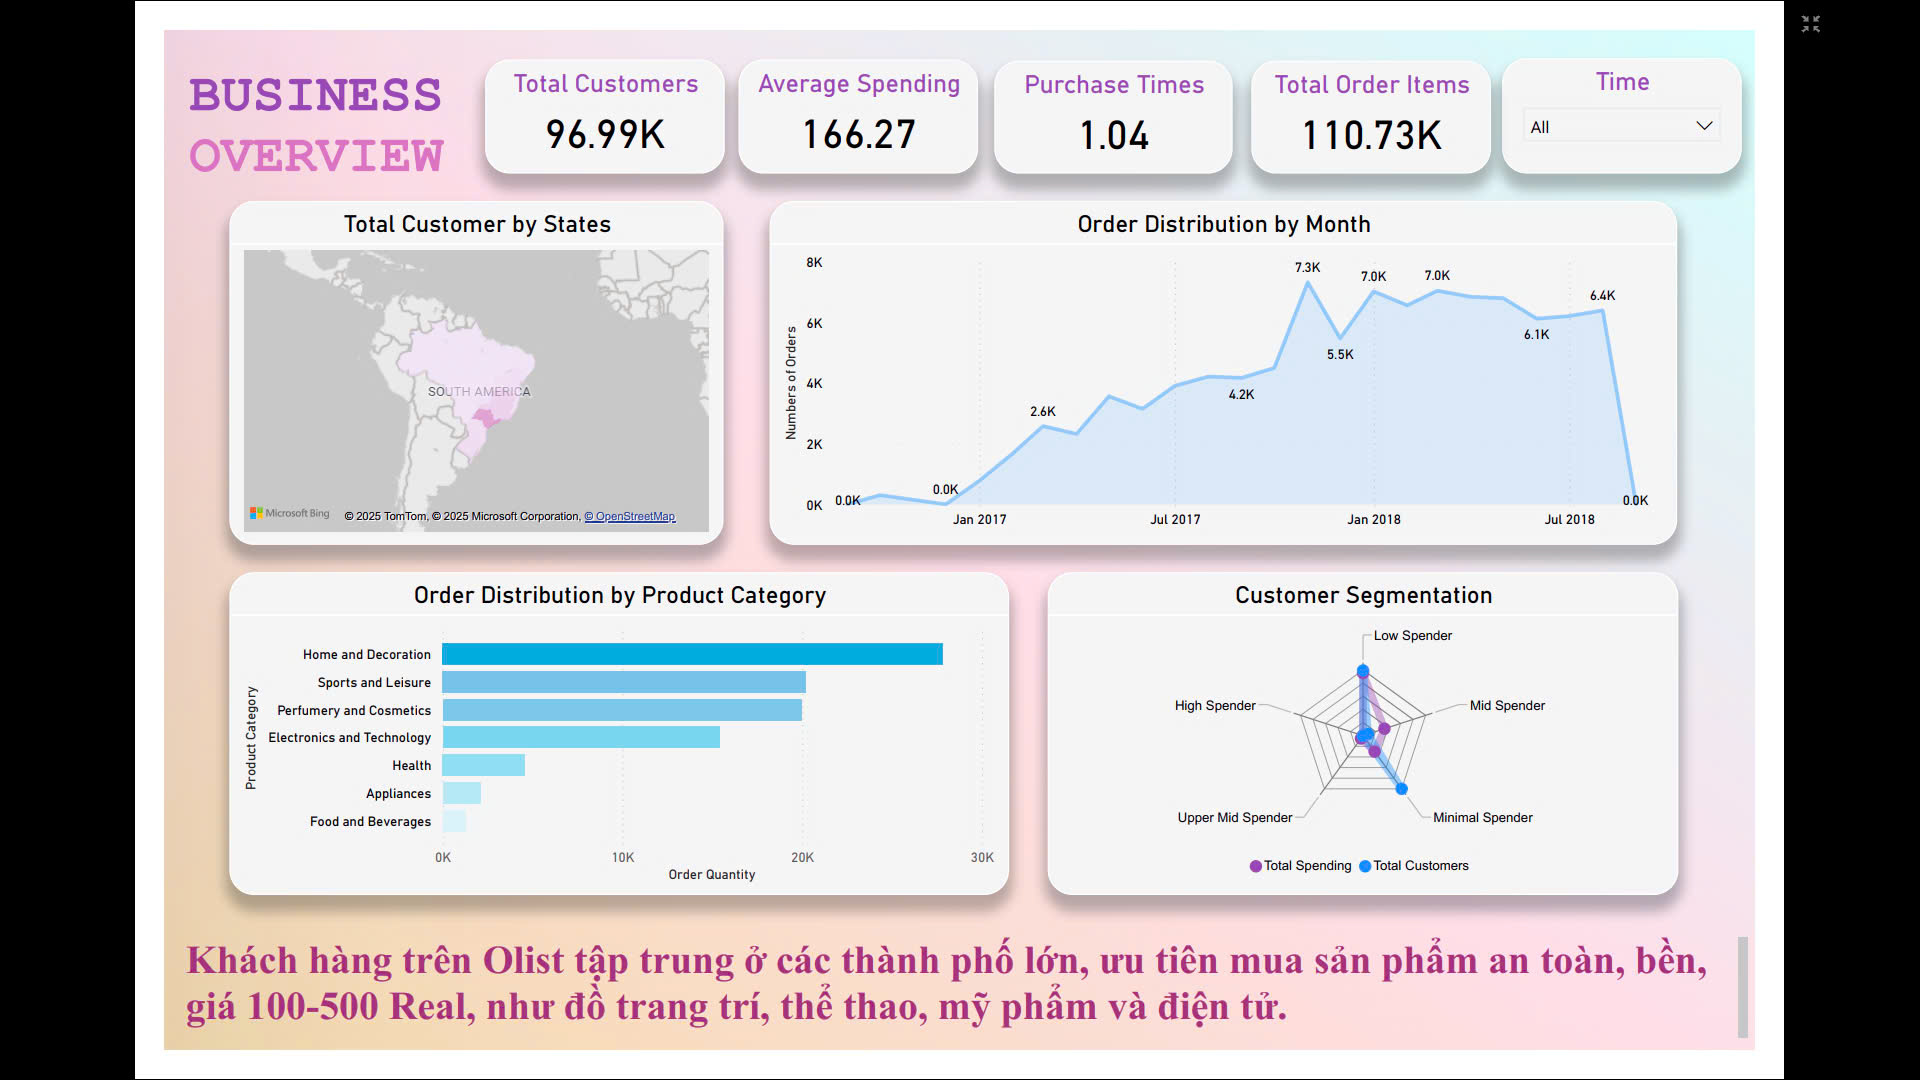 BUSINESS
OVERVIEW
Total Customers
96.99K
Average Spending
166.27
Purchase Times
1.04
Total Order Items
110.73K
Time
All
Total Customer by States
SOUTH AMERICA
Microsoft Bing
© 2025 TomTom, © 2025 Microsoft Corporation, © OpenStreetMap
Order Distribution by Month
Numbers of Orders
8K
6K
4K
2K
0K
0.0K
0.0K
2.6K
4.2K
7.3K
5.5K
7.0K
7.0K
6.1K
6.4K
0.0K
Jan 2017
Jul 2017
Jan 2018
Jul 2018
Order Distribution by Product Category
Product Category
Home and Decoration
Sports and Leisure
Perfumery and Cosmetics
Electronics and Technology
Health
Appliances
Food and Beverages
0K
10K
20K
30K
Order Quantity
Customer Segmentation
Low Spender
High Spender
Mid Spender
Upper Mid Spender
Minimal Spender
Total Spending
Total Customers
Khách hàng trên Olist tập trung ở các thành phố lớn, ưu tiên mua sản phẩm an toàn, bền,
giá 100-500 Real, như đồ trang trí, thể thao, mỹ phẩm và điện tử.